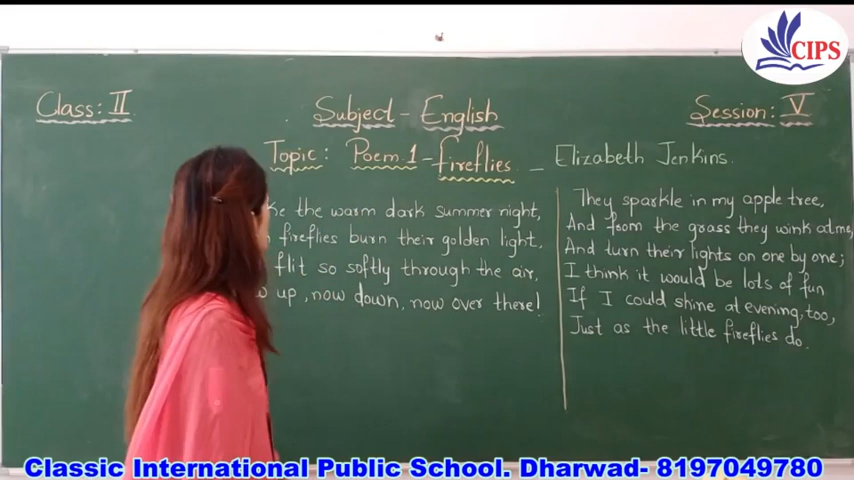 CIPS
Class: II
Subject - English
Session: V
Topic: Poem 1 - fireflies - Elizabeth Jenkins.
the warm dark summer night,
fireflies burn their golden light,
flit so softly through the air,
up, now down, now over there!
They sparkle in my apple tree,
And from the grass they wink at me,
And turn their lights on one by one;
I think it would be lots of fun
If I could shine at evening, too,
Just as the little fireflies do.
Classic International Public School. Dharwad- 8197049780